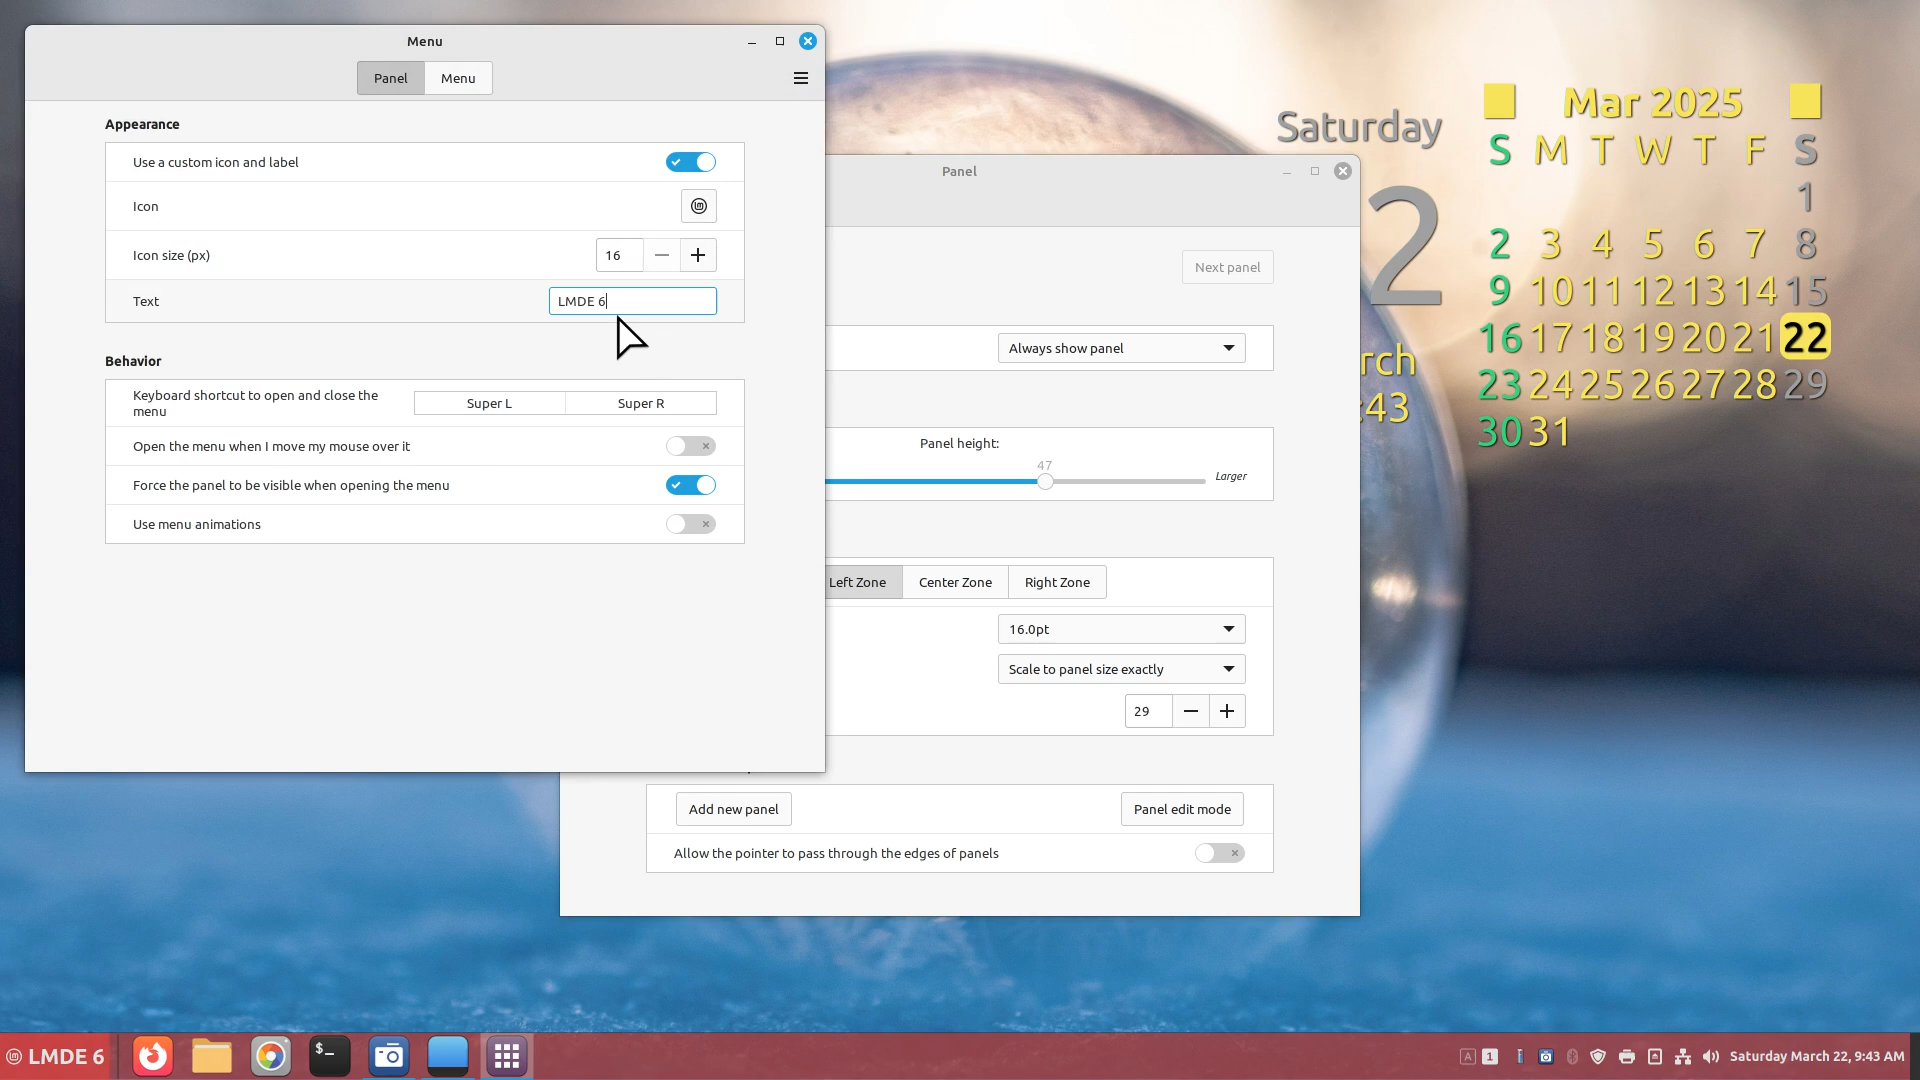 Menu
Panel
Menu
Appearance
Use a custom icon and label
Icon
Icon size (px)
16
Text
LMDE 6
Behavior
Keyboard shortcut to open and close the
menu
Super L
Super R
Open the menu when I move my mouse over it
Force the panel to be visible when opening the menu
Use menu animations
Panel
Next panel
Always show panel
Panel height:
47
Larger
Left Zone
Center Zone
Right Zone
16.0pt
Scale to panel size exactly
29
Add new panel
Panel edit mode
Allow the pointer to pass through the edges of panels
Saturday
2
rch
:43
Mar 2025
S M T W T F S
1
2 3 4 5 6 7 8
9 10 11 12 13 14 15
16 17 18 19 20 21 22
23 24 25 26 27 28 29
30 31
LMDE 6
$_
A
1
Saturday March 22, 9:43 AM